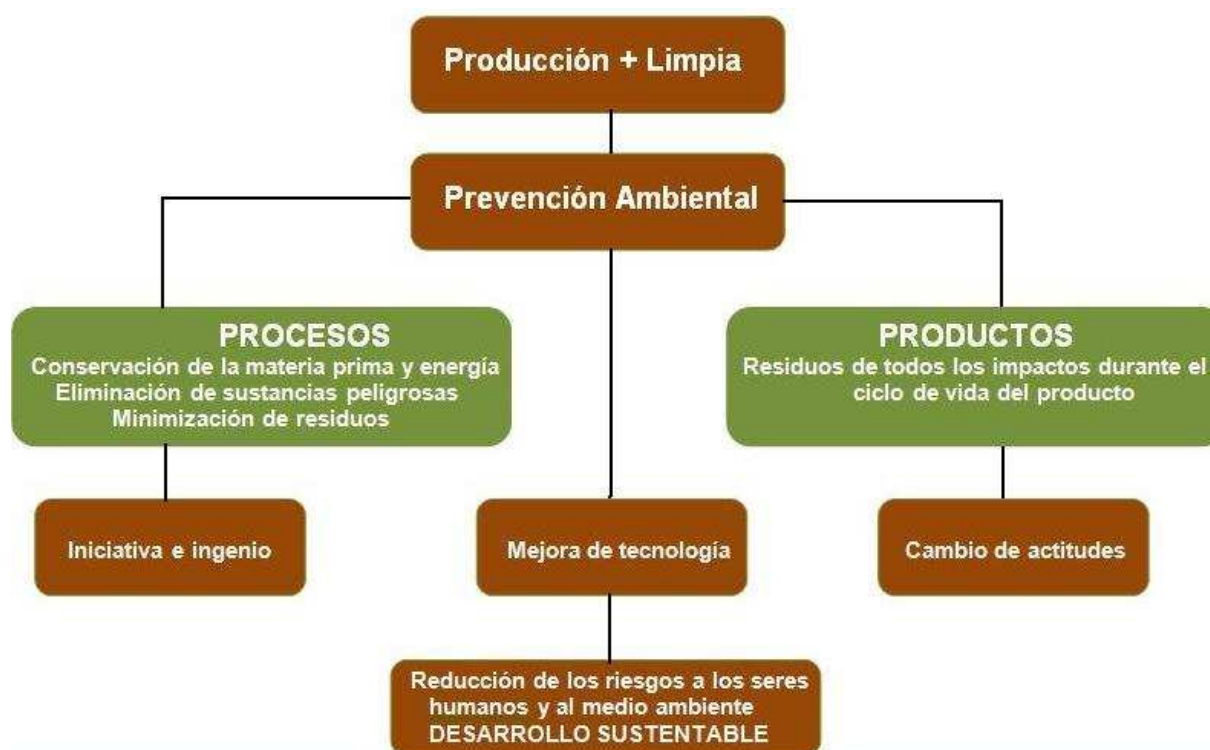 Producción + Limpia
Prevención Ambiental
PROCESOS
Conservación de la materia prima y energía
Eliminación de sustancias peligrosas
Minimización de residuos
PRODUCTOS
Residuos de todos los impactos durante el
ciclo de vida del producto
Iniciativa e ingenio
Mejora de tecnología
Cambio de actitudes
Reducción de los riesgos a los seres
humanos y al medio ambiente
DESARROLLO SUSTENTABLE